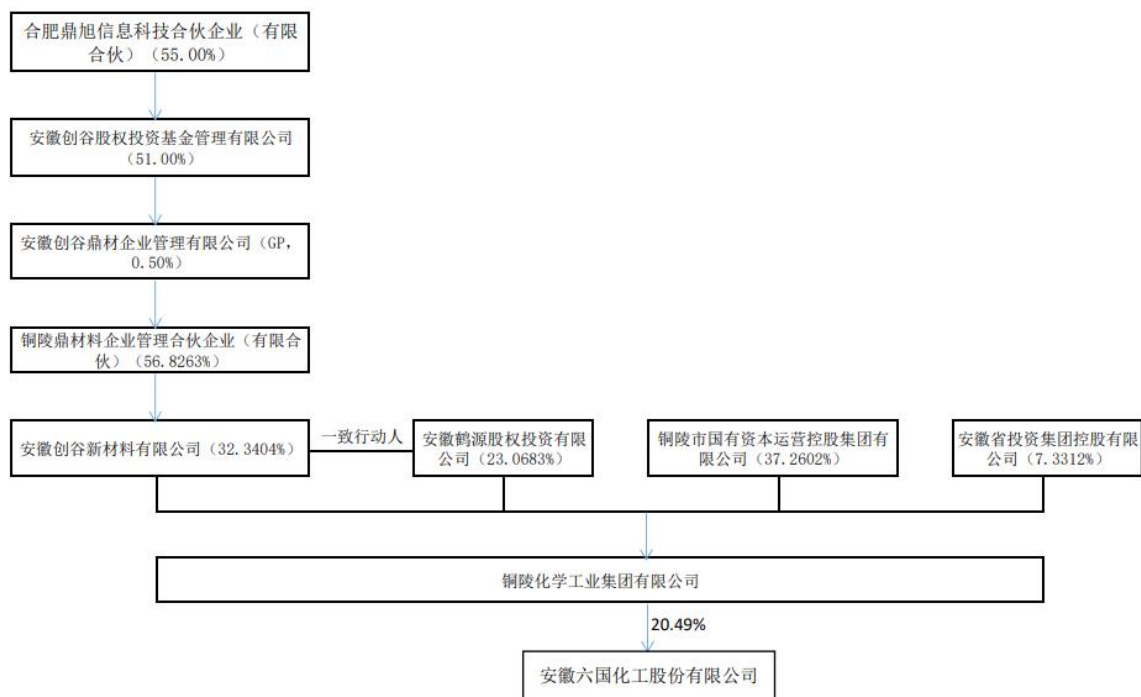 合肥鼎旭信息科技合伙企业（有限
合伙）（55.00%）
安徽创谷股权投资基金管理有限公司
（51.00%）
安徽创谷鼎材企业管理有限公司（GP，
0.50%）
铜陵鼎材料企业管理合伙企业（有限合
伙）（56.8263%）
安徽创谷新材料有限公司（32.3404%）
一致行动人
安徽鹤源股权投资有限
公司（23.0683%）
铜陵市国有资本运营控股集团有
限公司（37.2602%）
安徽省投资集团控股有限
公司（7.3312%）
铜陵化学工业集团有限公司
20.49%
安徽六国化工股份有限公司